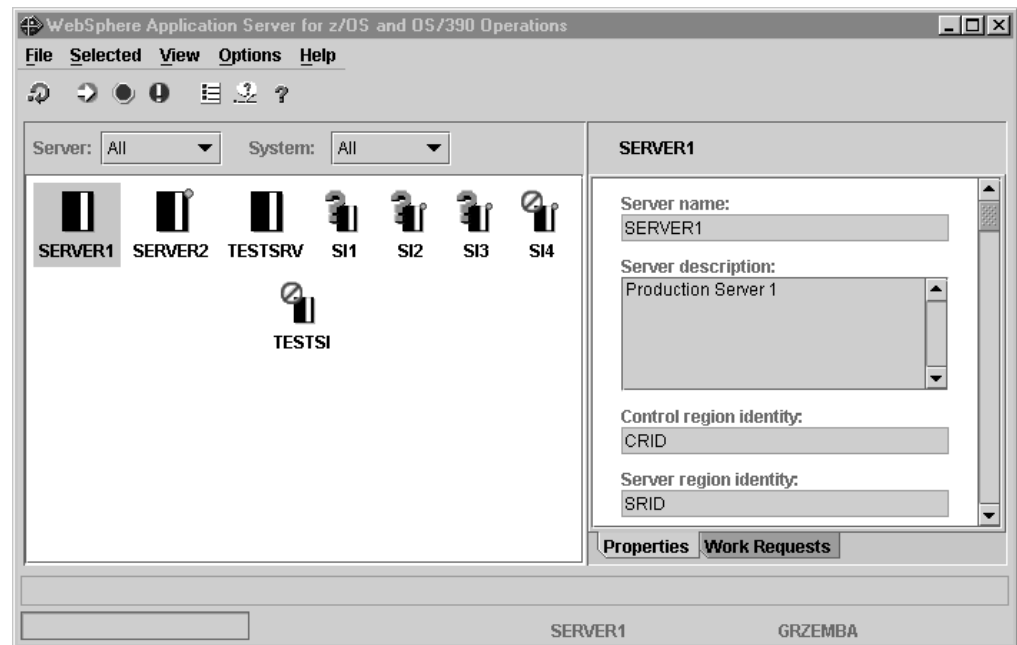 WebSphere Application Server for z/OS and OS/390 Operations
File Selected View Options Help
Server: All System: All
SERVER1
SERVER1 SERVER2 TESTSRV SI1 SI2 SI3 SI4
TESTSI
Server name:
SERVER1
Server description:
Production Server 1
Control region identity:
CRID
Server region identity:
SRID
Properties Work Requests
SERVER1 GRZEMBA